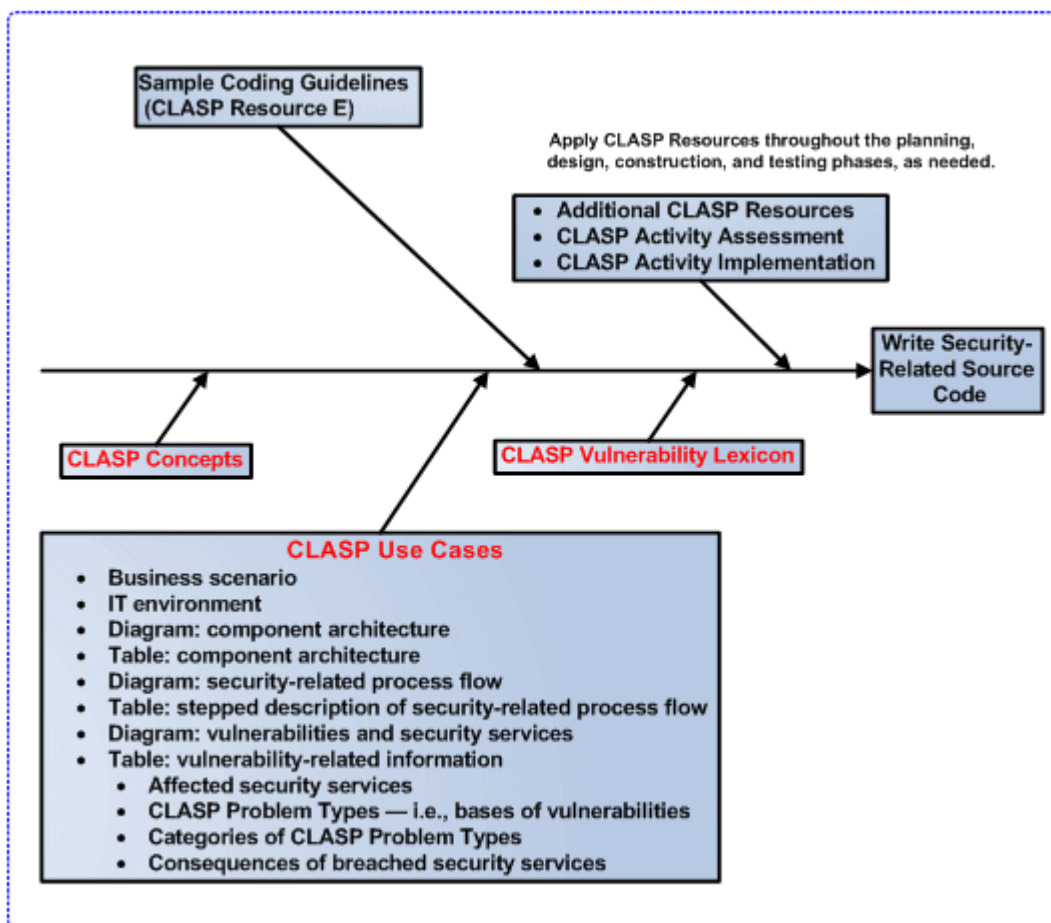 Sample Coding Guidelines
(CLASP Resource E)
Apply CLASP Resources throughout the planning,
design, construction, and testing phases, as needed.
• Additional CLASP Resources
• CLASP Activity Assessment
• CLASP Activity Implementation
Write Security-
Related Source
Code
CLASP Concepts
CLASP Vulnerability Lexicon
CLASP Use Cases
• Business scenario
• IT environment
• Diagram: component architecture
• Table: component architecture
• Diagram: security-related process flow
• Table: stepped description of security-related process flow
• Diagram: vulnerabilities and security services
• Table: vulnerability-related information
• Affected security services
• CLASP Problem Types — i.e., bases of vulnerabilities
• Categories of CLASP Problem Types
• Consequences of breached security services